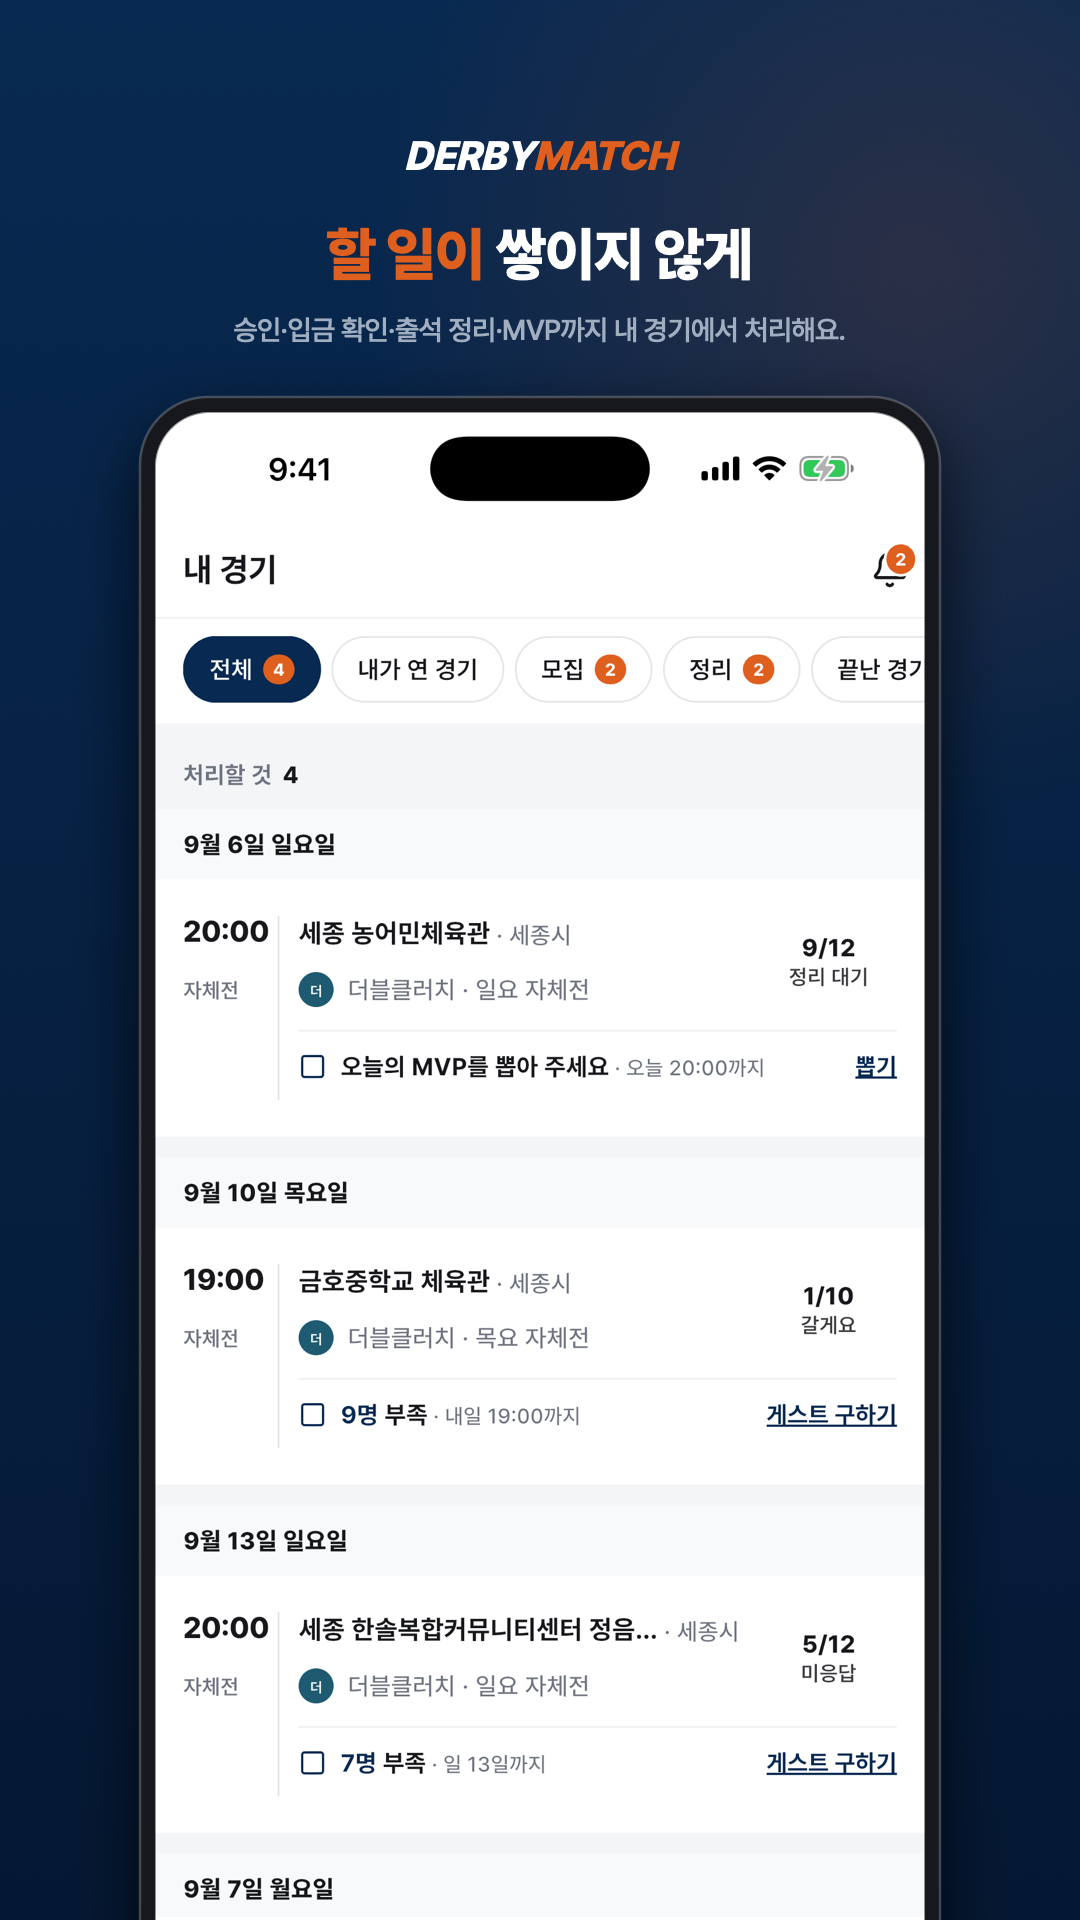 DERBYMATCH
할 일이 쌓이지 않게
승인·입금 확인·출석 정리·MVP까지 내 경기에서 처리해요.
9:41
내 경기
2
전체 4
내가 연 경기
모집 2
정리 2
끝난 경기
처리할 것 4
9월 6일 일요일
20:00
자체전
세종 농어민체육관 · 세종시
더 더블클러치 · 일요 자체전
9/12
정리 대기
오늘의 MVP를 뽑아 주세요 · 오늘 20:00까지
뽑기
9월 10일 목요일
19:00
자체전
금호중학교 체육관 · 세종시
더 더블클러치 · 목요 자체전
1/10
갈게요
9명 부족 · 내일 19:00까지
게스트 구하기
9월 13일 일요일
20:00
자체전
세종 한솔복합커뮤니티센터 정음... · 세종시
더 더블클러치 · 일요 자체전
5/12
미응답
7명 부족 · 일 13일까지
게스트 구하기
9월 7일 월요일